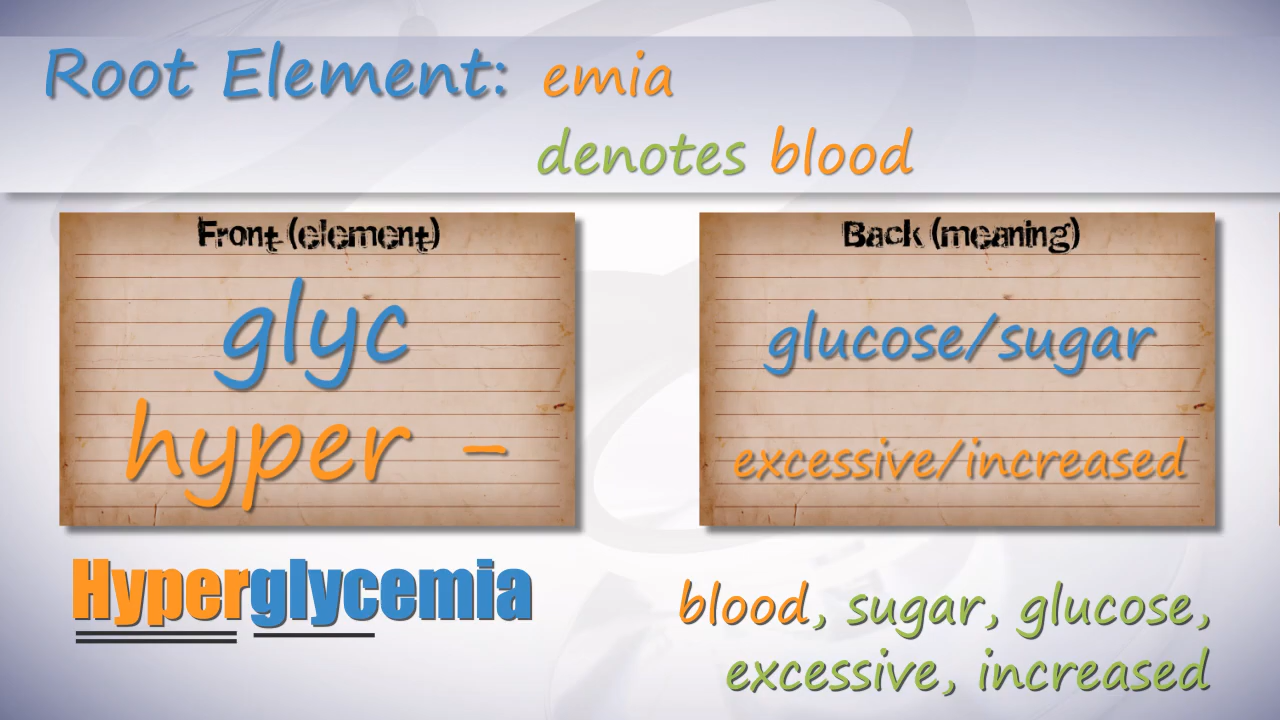 Root Element: emia
denotes blood
Front (element)
glyc
hyper -
Back (meaning)
glucose/sugar
excessive/increased
Hyperglycemia
blood, sugar, glucose,
excessive, increased